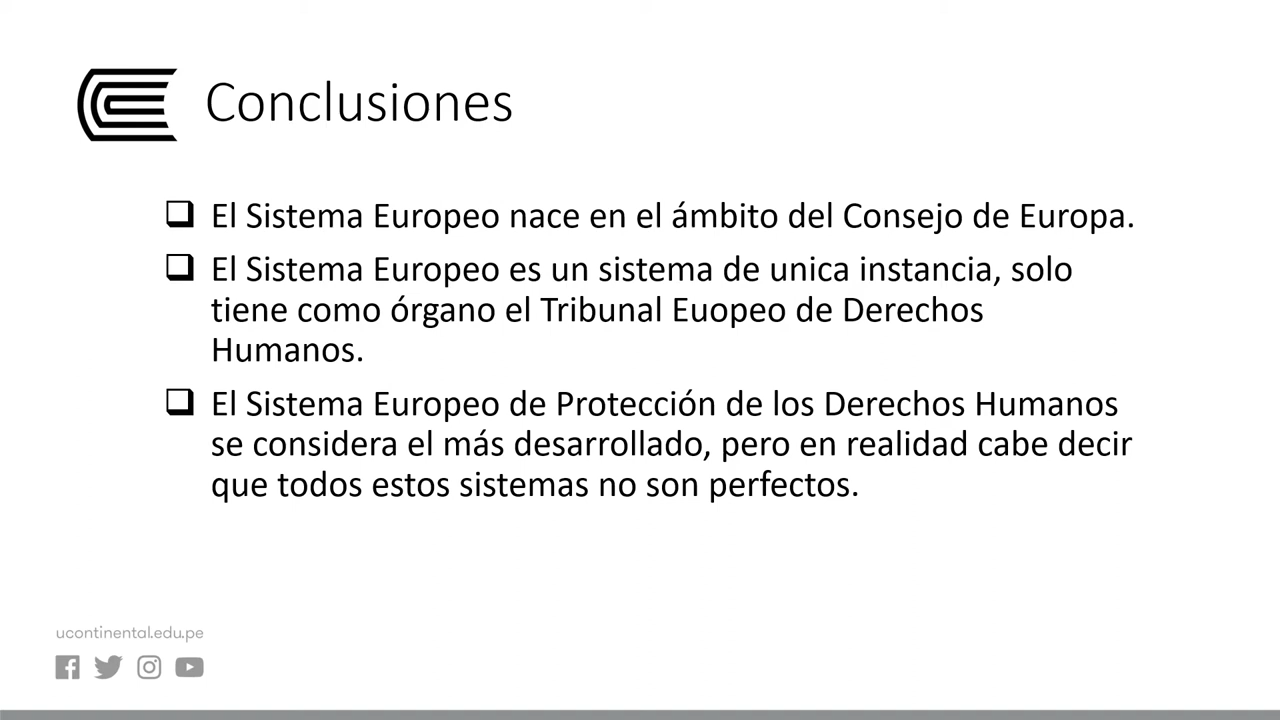 Conclusiones
El Sistema Europeo nace en el ámbito del Consejo de Europa.
El Sistema Europeo es un sistema de unica instancia, solo
tiene como órgano el Tribunal Euopeo de Derechos
Humanos.
El Sistema Europeo de Protección de los Derechos Humanos
se considera el más desarrollado, pero en realidad cabe decir
que todos estos sistemas no son perfectos.
ucontinental.edu.pe